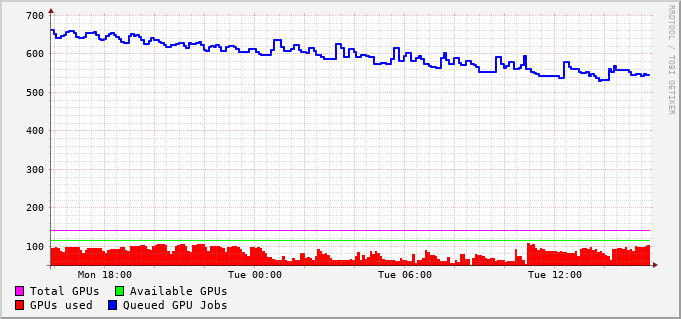 700
600
500
400
300
200
100
Mon 18:00 Tue 00:00 Tue 06:00 Tue 12:00
Total GPUs Available GPUs
GPUs used Queued GPU Jobs
RRDTOOL / TOBI OETIKER